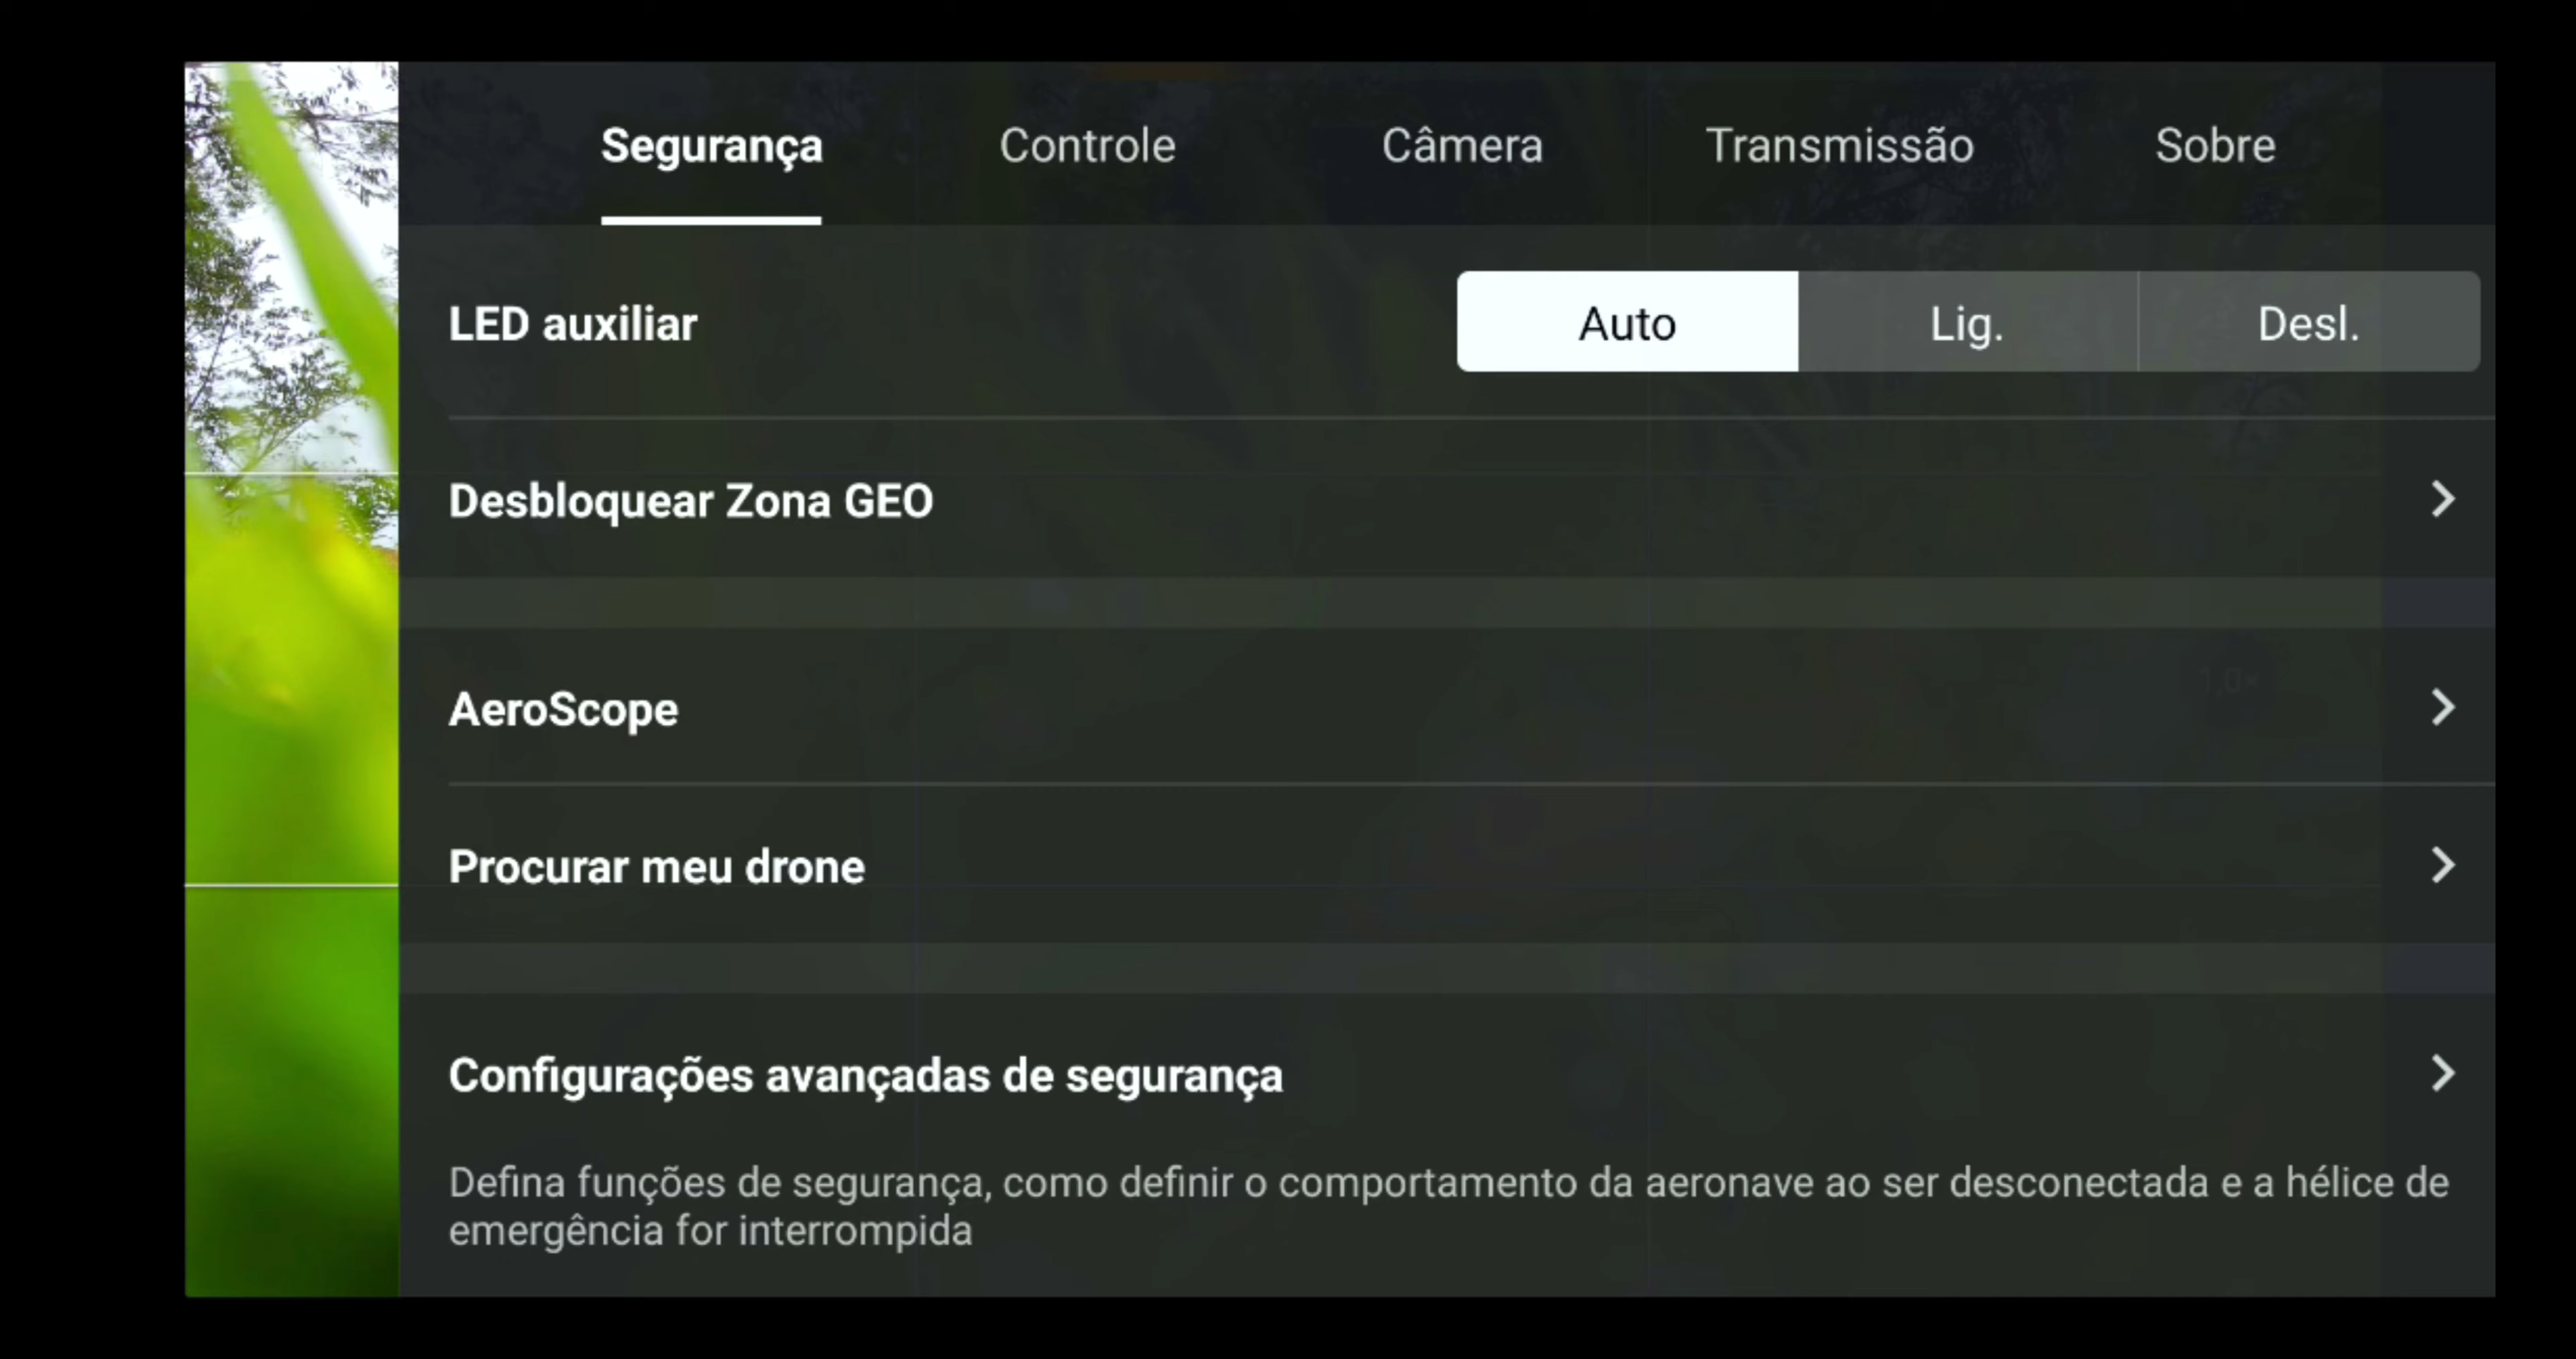 Segurança
Controle
Câmera
Transmissão
Sobre
LED auxiliar
Auto
Lig.
Desl.
Desbloquear Zona GEO
AeroScope
1.0×
Procurar meu drone
Configurações avançadas de segurança
Defina funções de segurança, como definir o comportamento da aeronave ao ser desconectada e a hélice de
emergência for interrompida